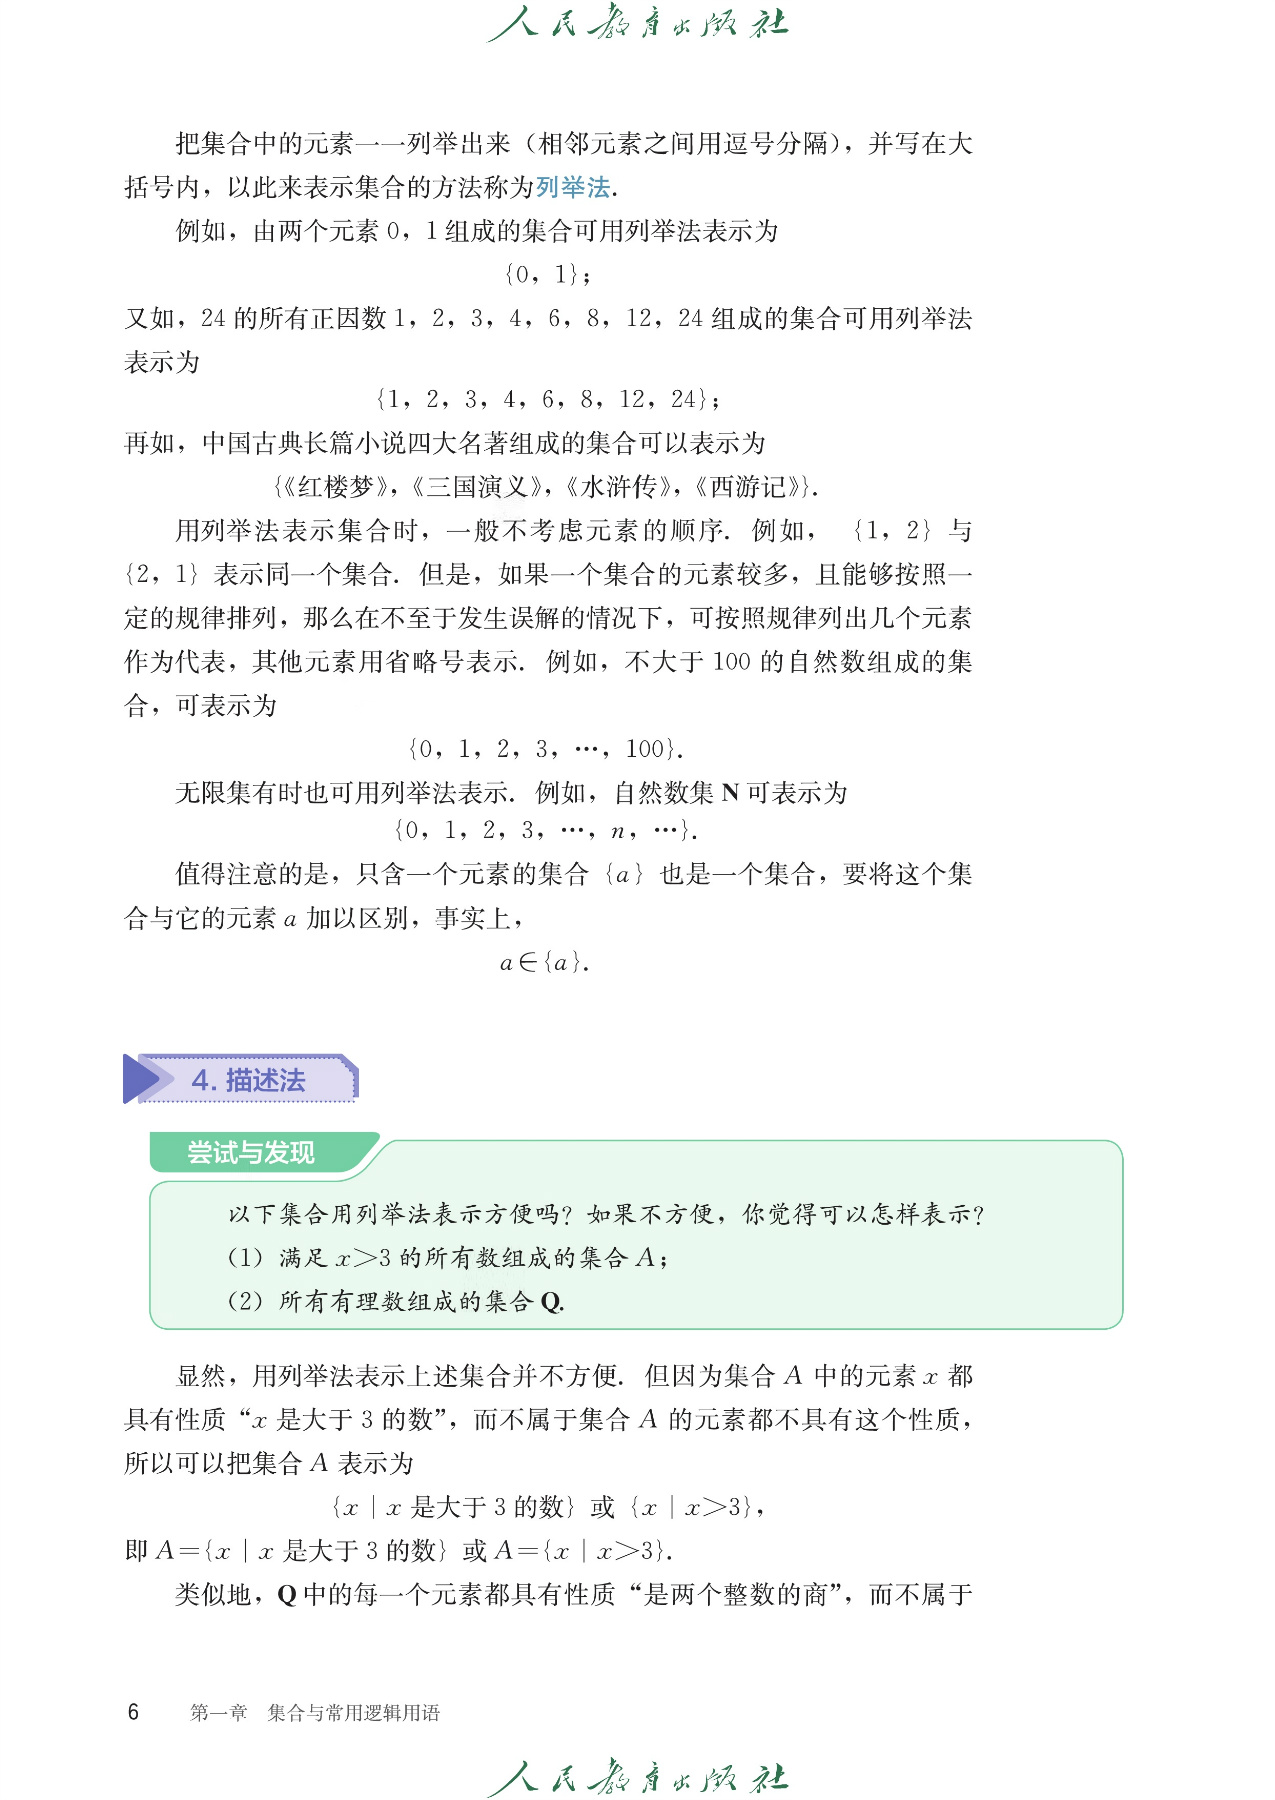 人民教育出版社
把集合中的元素一一列举出来（相邻元素之间用逗号分隔），并写在大
括号内，以此来表示集合的方法称为列举法．
例如，由两个元素 0，1 组成的集合可用列举法表示为
{0，1}；
又如，24 的所有正因数 1，2，3，4，6，8，12，24 组成的集合可用列举法
表示为
{1，2，3，4，6，8，12，24}；
再如，中国古典长篇小说四大名著组成的集合可以表示为
{《红楼梦》，《三国演义》，《水浒传》，《西游记》}．
用列举法表示集合时，一般不考虑元素的顺序．例如，{1，2} 与
{2，1} 表示同一个集合．但是，如果一个集合的元素较多，且能够按照一
定的规律排列，那么在不至于发生误解的情况下，可按照规律列出几个元素
作为代表，其他元素用省略号表示．例如，不大于 100 的自然数组成的集
合，可表示为
{0，1，2，3，…，100}．
无限集有时也可用列举法表示．例如，自然数集 N 可表示为
{0，1，2，3，…，n，…}．
值得注意的是，只含一个元素的集合 {a} 也是一个集合，要将这个集
合与它的元素 a 加以区别，事实上，
a∈{a}．
4. 描述法
尝试与发现
以下集合用列举法表示方便吗？如果不方便，你觉得可以怎样表示？
（1）满足 x＞3 的所有数组成的集合 A；
（2）所有有理数组成的集合 Q．
显然，用列举法表示上述集合并不方便．但因为集合 A 中的元素 x 都
具有性质“x 是大于 3 的数”，而不属于集合 A 的元素都不具有这个性质，
所以可以把集合 A 表示为
{x｜x 是大于 3 的数} 或 {x｜x＞3}，
即 A＝{x｜x 是大于 3 的数} 或 A＝{x｜x＞3}．
类似地，Q 中的每一个元素都具有性质“是两个整数的商”，而不属于
6 第一章 集合与常用逻辑用语
人民教育出版社